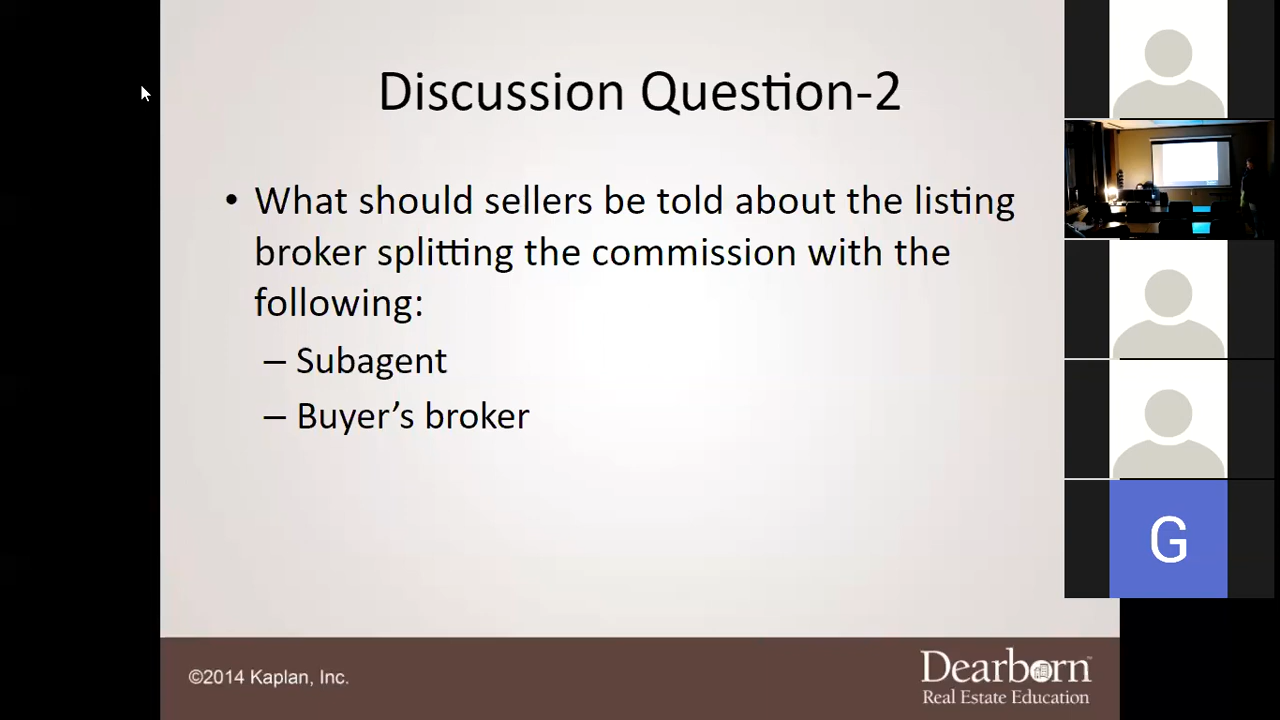 Discussion Question-2
• What should sellers be told about the listing
broker splitting the commission with the
following:
– Subagent
– Buyer’s broker
G
©2014 Kaplan, Inc.
Dearborn™
Real Estate Education